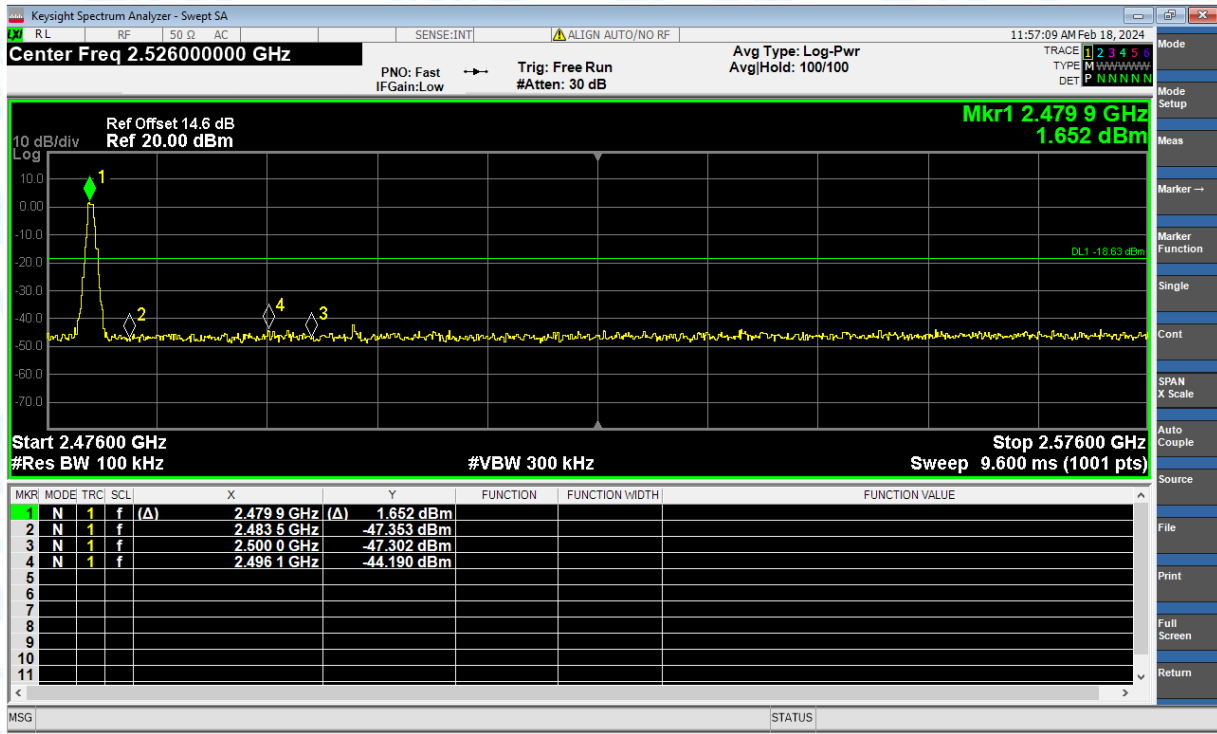 Keysight Spectrum Analyzer - Swept SA
LXI RL RF 50 Ω AC SENSE:INT ALIGN AUTO/NO RF 11:57:09 AM Feb 18, 2024
Center Freq 2.526000000 GHz
PNO: Fast
IFGain:Low
Trig: Free Run
#Atten: 30 dB
Avg Type: Log-Pwr
Avg|Hold: 100/100
TRACE 1 2 3 4 5 6
TYPE M WWWWW
DET P N N N N N
Mkr1 2.479 9 GHz
1.652 dBm
Ref Offset 14.6 dB
10 dB/div Ref 20.00 dBm
Log
10.0
0.00
-10.0
-20.0
-30.0
-40.0
-50.0
-60.0
-70.0
1
2
4
3
DL1 -18.63 dBm
Start 2.47600 GHz Stop 2.57600 GHz
#Res BW 100 kHz #VBW 300 kHz Sweep 9.600 ms (1001 pts)
MKR MODE TRC SCL X Y FUNCTION FUNCTION WIDTH FUNCTION VALUE
1 N 1 f (Δ) 2.479 9 GHz (Δ) 1.652 dBm
2 N 1 f 2.483 5 GHz -47.353 dBm
3 N 1 f 2.500 0 GHz -47.302 dBm
4 N 1 f 2.496 1 GHz -44.190 dBm
5
6
7
8
9
10
11
MSG STATUS
Mode
Mode
Setup
Meas
Marker →
Marker
Function
Single
Cont
SPAN
X Scale
Auto
Couple
Source
File
Print
Full
Screen
Return